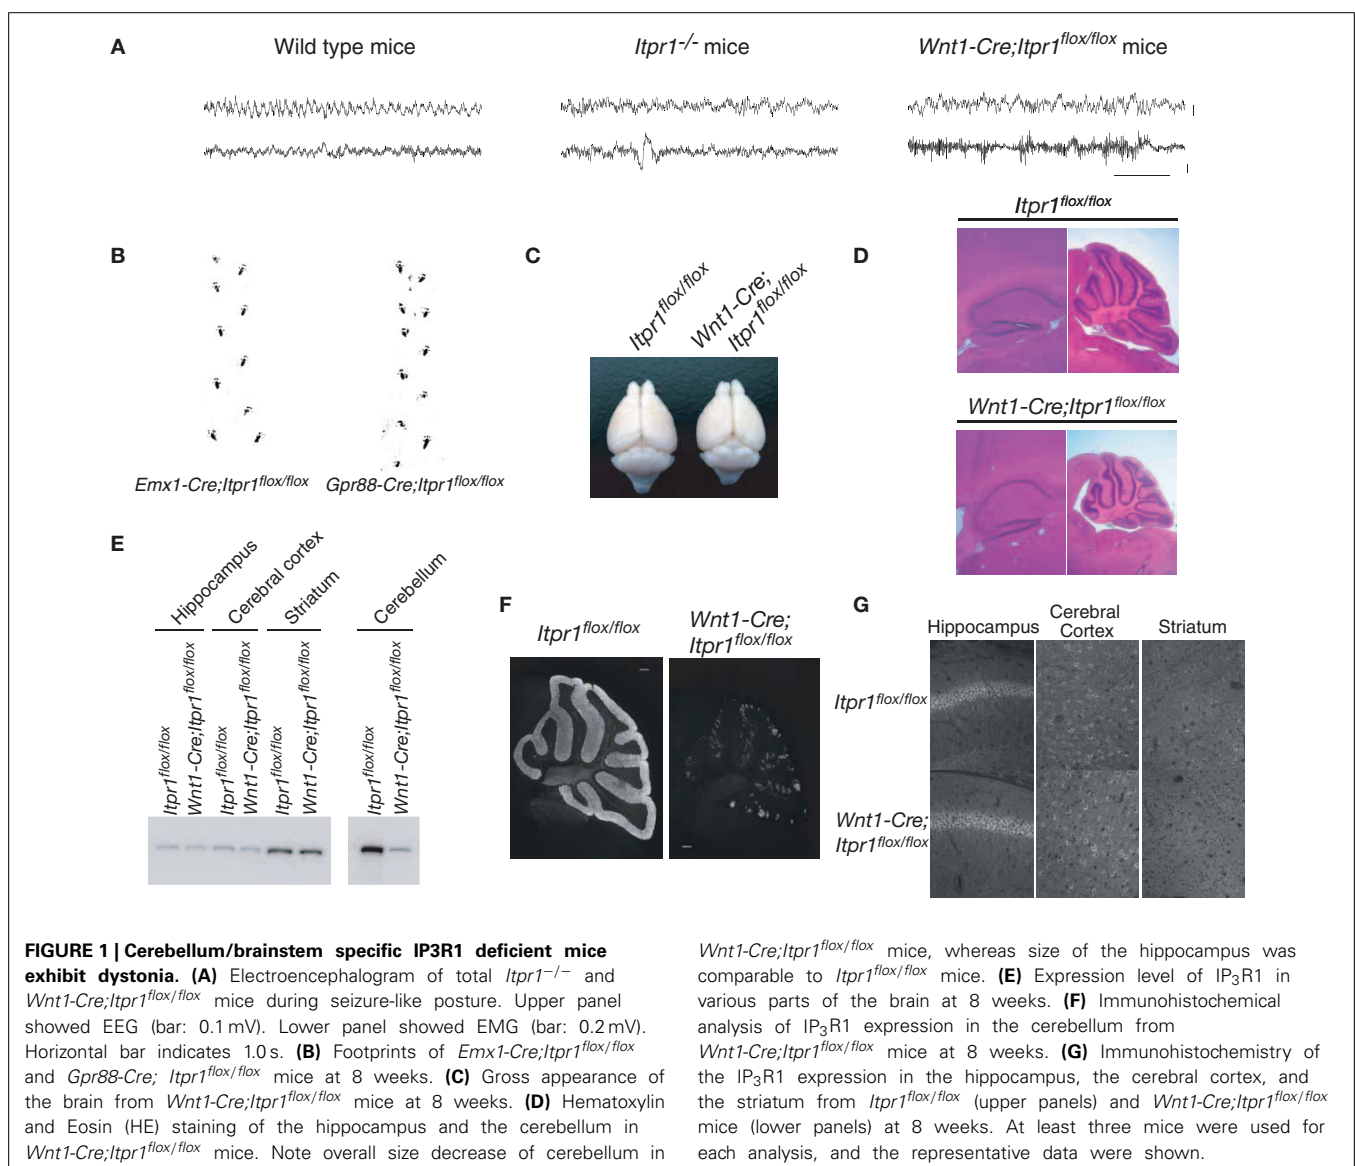 A
Wild type mice
Itpr1-/- mice
Wnt1-Cre;Itpr1flox/flox mice
B
Emx1-Cre;Itpr1flox/flox
Gpr88-Cre;Itpr1flox/flox
C
Itpr1flox/flox
Wnt1-Cre;
Itpr1flox/flox
D
Itpr1flox/flox
Wnt1-Cre;Itpr1flox/flox
E
Hippocampus
Cerebral cortex
Striatum
Cerebellum
Itpr1flox/flox
Wnt1-Cre;Itpr1flox/flox
Itpr1flox/flox
Wnt1-Cre;Itpr1flox/flox
Itpr1flox/flox
Wnt1-Cre;Itpr1flox/flox
Itpr1flox/flox
Wnt1-Cre;Itpr1flox/flox
F
Itpr1flox/flox
Wnt1-Cre;
Itpr1flox/flox
G
Hippocampus
Cerebral
Cortex
Striatum
Itpr1flox/flox
Wnt1-Cre;
Itpr1flox/flox
FIGURE 1 | Cerebellum/brainstem specific IP3R1 deficient mice
exhibit dystonia. (A) Electroencephalogram of total Itpr1−/− and
Wnt1-Cre;Itpr1flox/flox mice during seizure-like posture. Upper panel
showed EEG (bar: 0.1 mV). Lower panel showed EMG (bar: 0.2 mV).
Horizontal bar indicates 1.0 s. (B) Footprints of Emx1-Cre;Itpr1flox/flox
and Gpr88-Cre; Itpr1flox/flox mice at 8 weeks. (C) Gross appearance of
the brain from Wnt1-Cre;Itpr1flox/flox mice at 8 weeks. (D) Hematoxylin
and Eosin (HE) staining of the hippocampus and the cerebellum in
Wnt1-Cre;Itpr1flox/flox mice. Note overall size decrease of cerebellum in
Wnt1-Cre;Itpr1flox/flox mice, whereas size of the hippocampus was
comparable to Itpr1flox/flox mice. (E) Expression level of IP3R1 in
various parts of the brain at 8 weeks. (F) Immunohistochemical
analysis of IP3R1 expression in the cerebellum from
Wnt1-Cre;Itpr1flox/flox mice at 8 weeks. (G) Immunohistochemistry of
the IP3R1 expression in the hippocampus, the cerebral cortex, and
the striatum from Itpr1flox/flox (upper panels) and Wnt1-Cre;Itpr1flox/flox
mice (lower panels) at 8 weeks. At least three mice were used for
each analysis, and the representative data were shown.